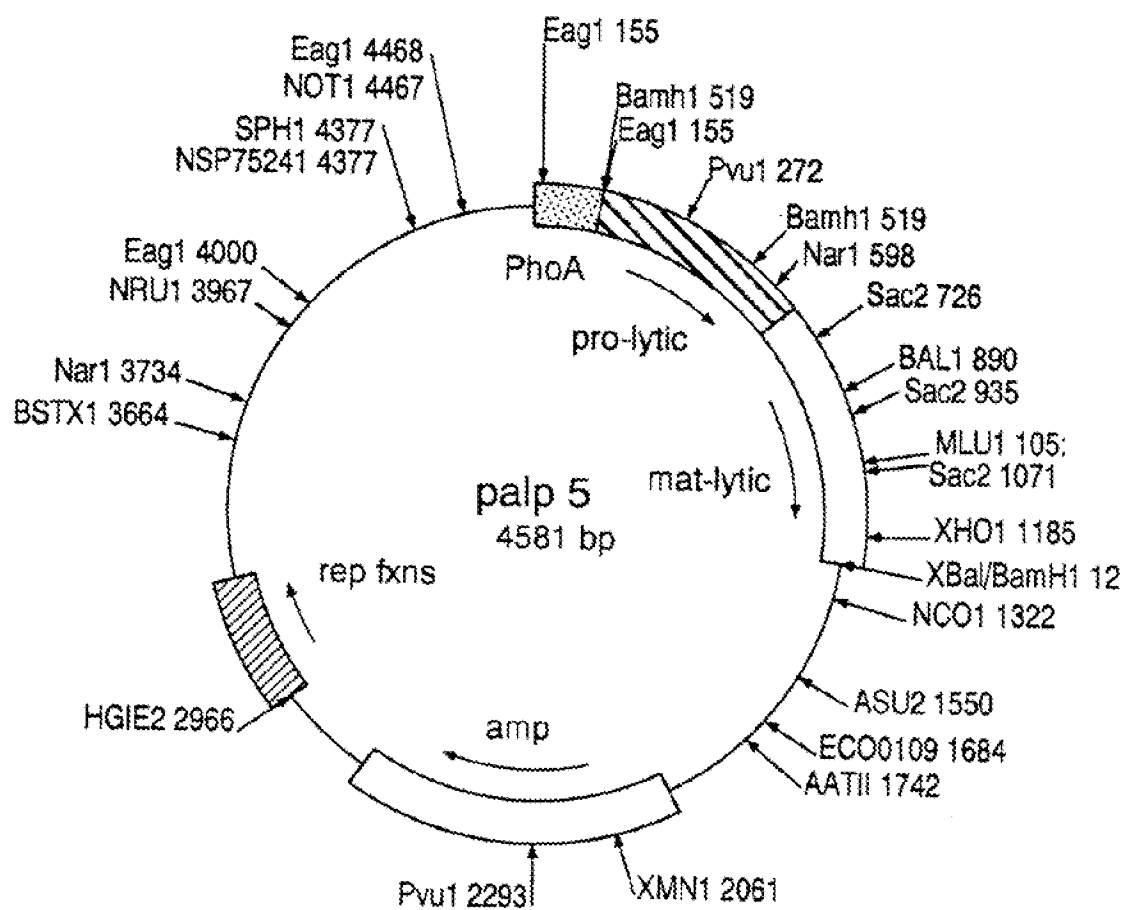 Eag1 155
Eag1 4468
NOT1 4467
Bamh1 519
Eag1 155
SPH1 4377
NSP75241 4377
Pvu1 272
Bamh1 519
Nar1 598
Eag1 4000
NRU1 3967
PhoA
Sac2 726
pro-lytic
Nar1 3734
BSTX1 3664
BAL1 890
Sac2 935
MLU1 105:
Sac2 1071
mat-lytic
palp 5
4581 bp
XHO1 1185
rep fxns
XBal/BamH1 12
NCO1 1322
HGIE2 2966
amp
ASU2 1550
ECO0109 1684
AATII 1742
Pvu1 2293
XMN1 2061